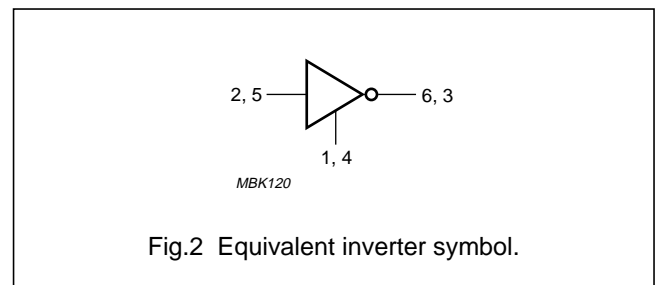 2, 5
6, 3
1, 4
MBK120
Fig.2 Equivalent inverter symbol.